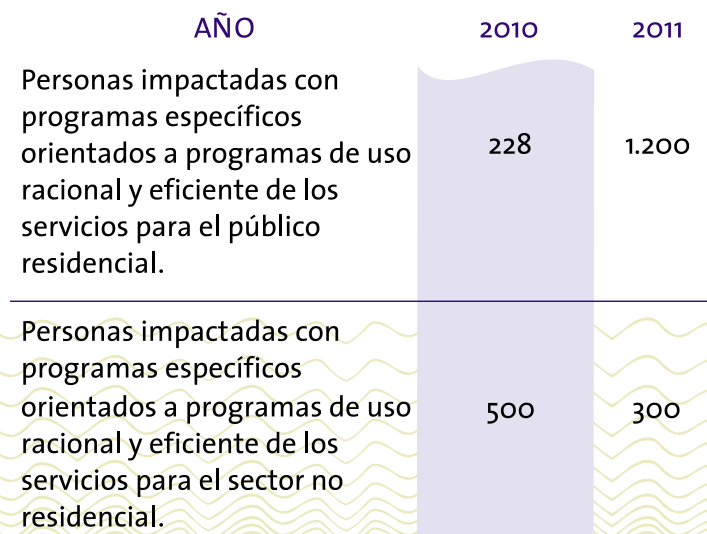 AÑO 2010 2011
Personas impactadas con
programas específicos
orientados a programas de uso 228 1.200
racional y eficiente de los
servicios para el público
residencial.
Personas impactadas con
programas específicos
orientados a programas de uso 500 300
racional y eficiente de los
servicios para el sector no
residencial.